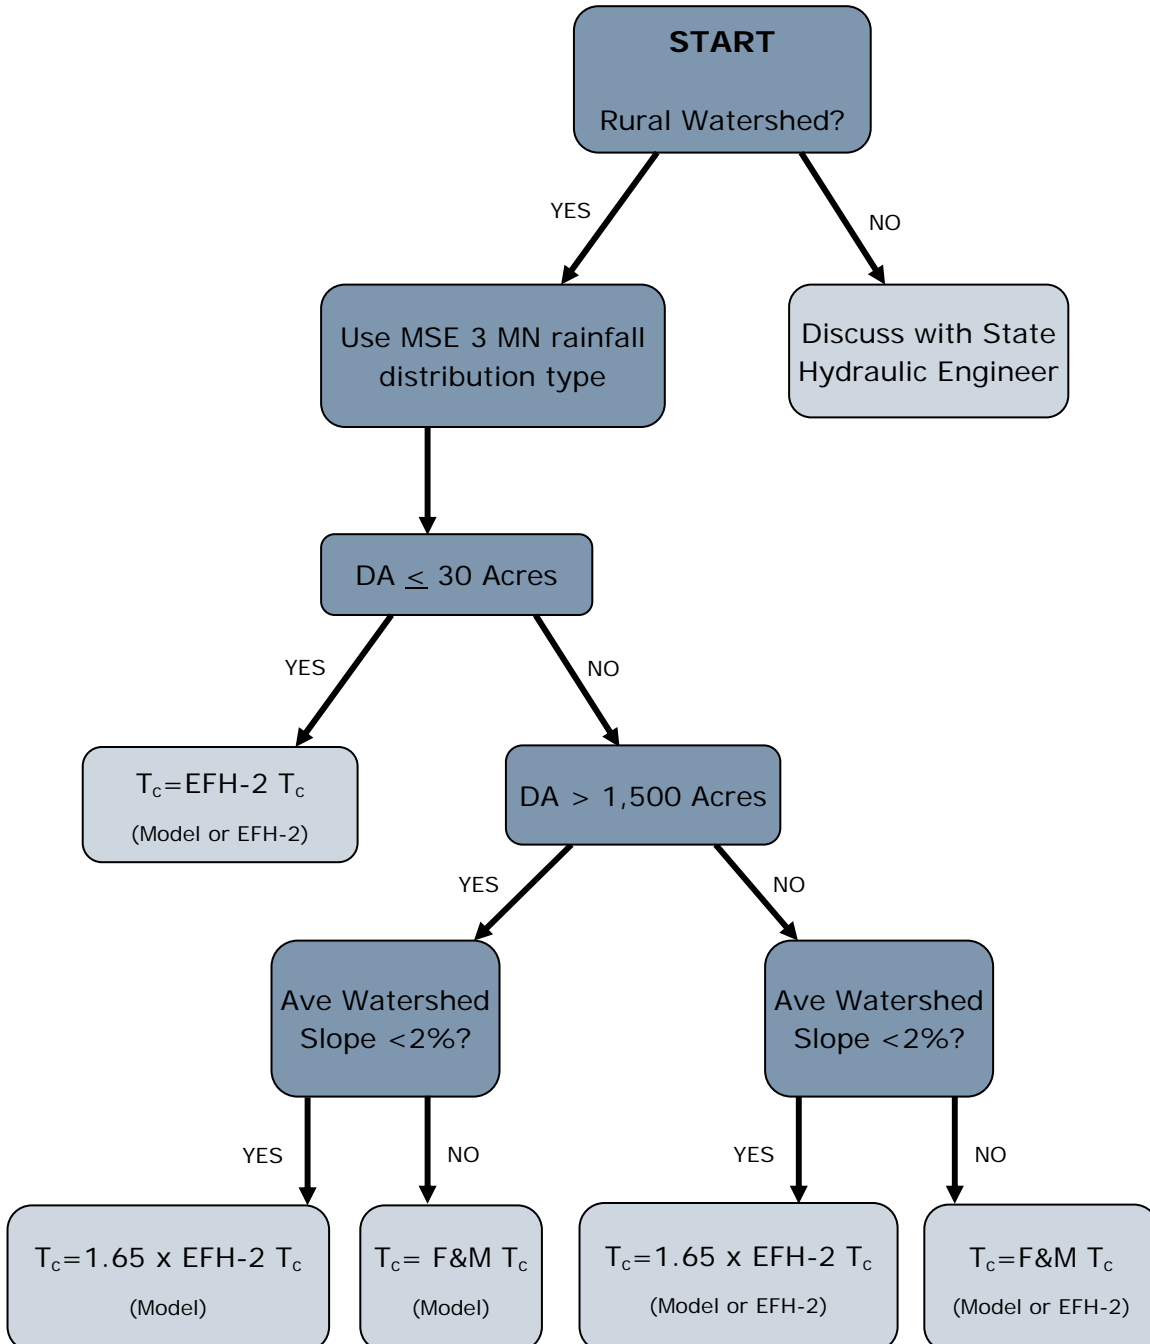 START
Rural Watershed?
YES
NO
Use MSE 3 MN rainfall
distribution type
Discuss with State
Hydraulic Engineer
DA < 30 Acres
YES
NO
Tc=EFH-2 Tc
(Model or EFH-2)
DA > 1,500 Acres
YES
NO
Ave Watershed
Slope <2%?
Ave Watershed
Slope <2%?
YES
NO
YES
NO
Tc=1.65 x EFH-2 Tc
(Model)
Tc= F&M Tc
(Model)
Tc=1.65 x EFH-2 Tc
(Model or EFH-2)
Tc=F&M Tc
(Model or EFH-2)